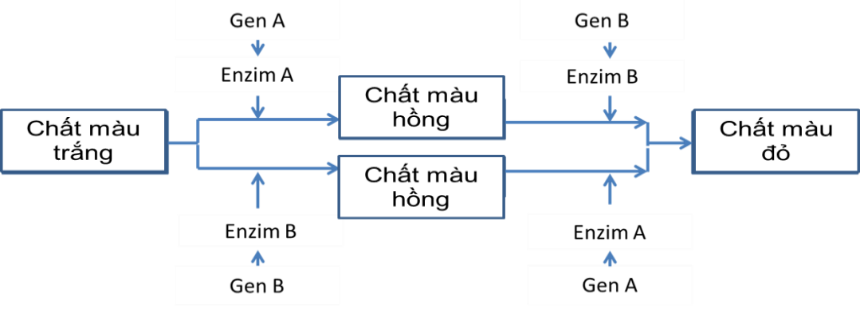 Gen A
Gen B
Enzim A
Enzim B
Chất màu
trắng
Chất màu
hồng
Chất màu
hồng
Chất màu
đỏ
Enzim B
Enzim A
Gen B
Gen A